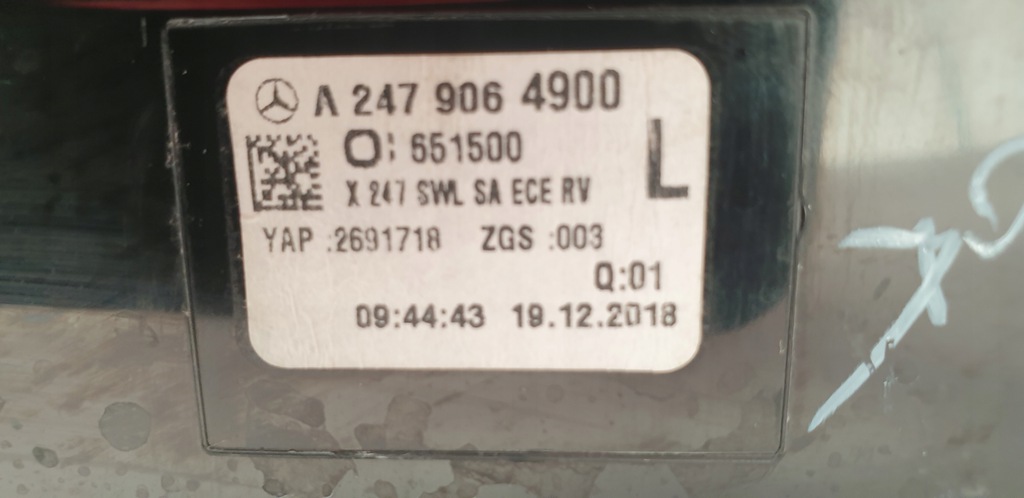 A 247 906 4900
O: 651500
L
X 247 SWL SA ECE RV
YAP :2691718 ZGS :003
Q:01
09:44:43 19.12.2018